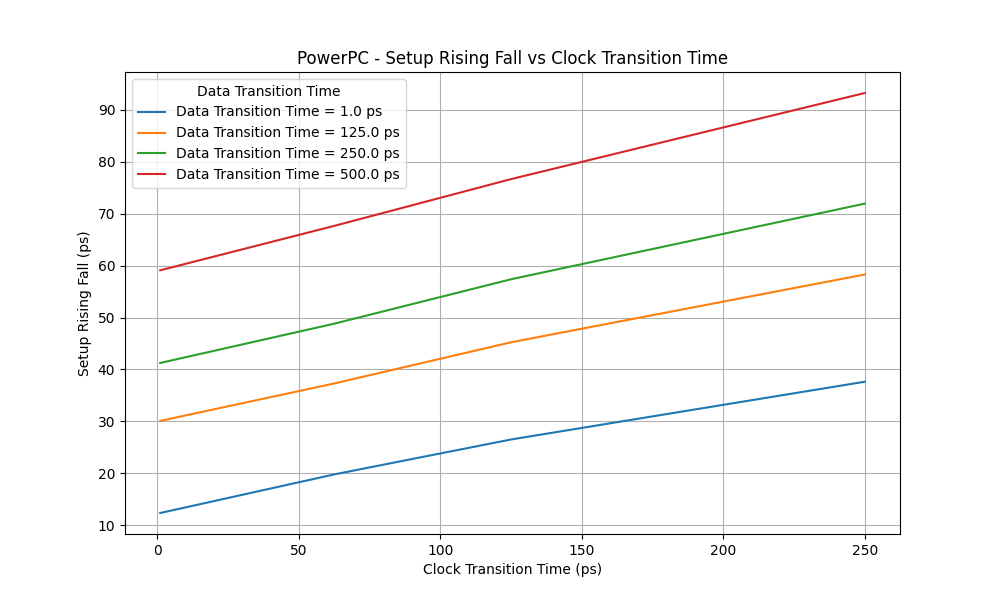 PowerPC - Setup Rising Fall vs Clock Transition Time
Data Transition Time
Data Transition Time = 1.0 ps
Data Transition Time = 125.0 ps
Data Transition Time = 250.0 ps
Data Transition Time = 500.0 ps
Setup Rising Fall (ps)
90
80
70
60
50
40
30
20
10
0 50 100 150 200 250
Clock Transition Time (ps)